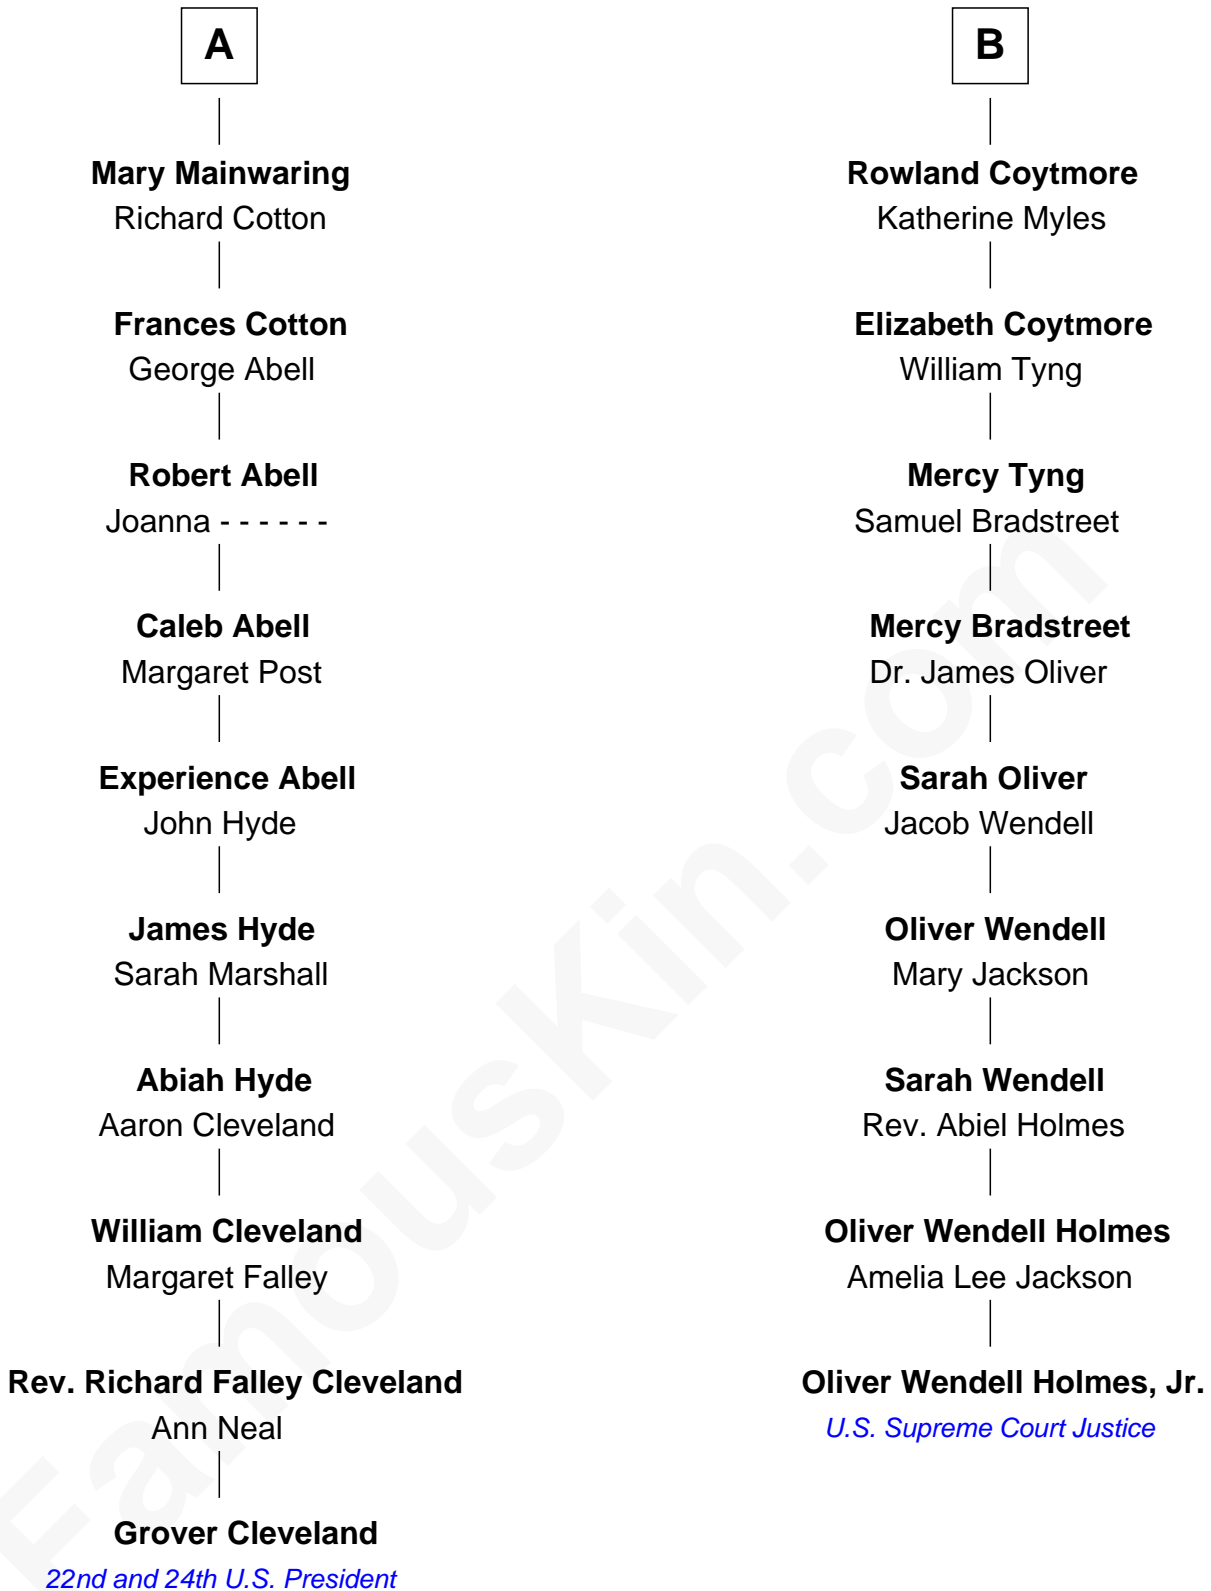 A
Mary Mainwaring
Richard Cotton
Frances Cotton
George Abell
Robert Abell
Joanna - - - - - -
Caleb Abell
Margaret Post
Experience Abell
John Hyde
James Hyde
Sarah Marshall
Abiah Hyde
Aaron Cleveland
William Cleveland
Margaret Falley
Rev. Richard Falley Cleveland
Ann Neal
Grover Cleveland
22nd and 24th U.S. President
B
Rowland Coytmore
Katherine Myles
Elizabeth Coytmore
William Tyng
Mercy Tyng
Samuel Bradstreet
Mercy Bradstreet
Dr. James Oliver
Sarah Oliver
Jacob Wendell
Oliver Wendell
Mary Jackson
Sarah Wendell
Rev. Abiel Holmes
Oliver Wendell Holmes
Amelia Lee Jackson
Oliver Wendell Holmes, Jr.
U.S. Supreme Court Justice
FamousKin.com